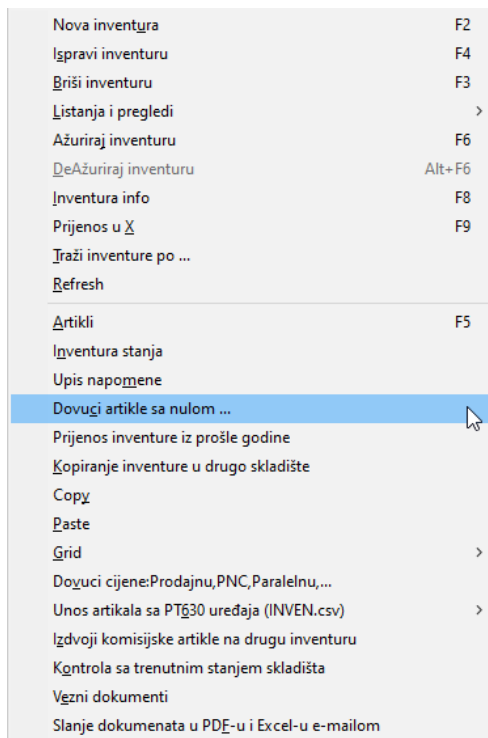 Nova inventura F2
Ispravi inventuru F4
Briši inventuru F3
Listanja i pregledi >
Ažuriraj inventuru F6
DeAžuriraj inventuru Alt+F6
Inventura info F8
Prijenos u X F9
Traži inventure po ...
Refresh
Artikli F5
Inventura stanja
Upis napomene
Dovuci artikle sa nulom ...
Prijenos inventure iz prošle godine
Kopiranje inventure u drugo skladište
Copy
Paste
Grid >
Dovuci cijene:Prodajnu,PNC,Paralelnu,...
Unos artikala sa PT630 uređaja (INVEN.csv) >
Izdvoji komisijske artikle na drugu inventuru
Kontrola sa trenutnim stanjem skladišta
Vezni dokumenti
Slanje dokumenata u PDF-u i Excel-u e-mailom